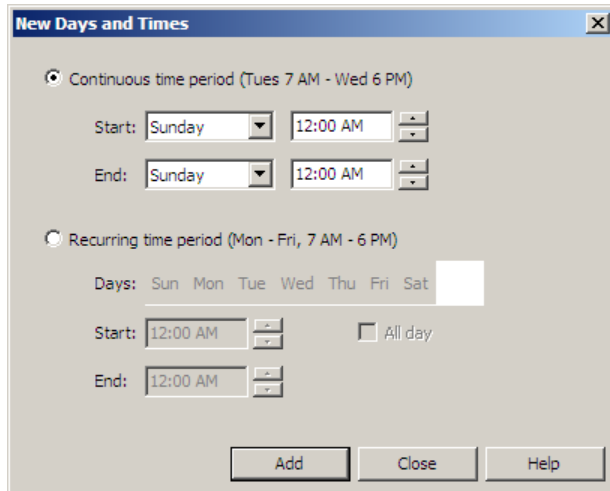 New Days and Times
Continuous time period (Tues 7 AM - Wed 6 PM)
Start: Sunday 12:00 AM
End: Sunday 12:00 AM
Recurring time period (Mon - Fri, 7 AM - 6 PM)
Days: Sun Mon Tue Wed Thu Fri Sat
Start: 12:00 AM All day
End: 12:00 AM
Add Close Help